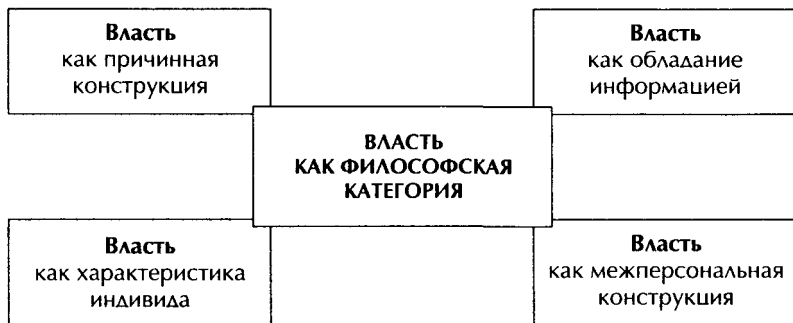 Власть
как причинная
конструкция
Власть
как обладание
информацией
ВЛАСТЬ
КАК ФИЛОСОФСКАЯ
КАТЕГОРИЯ
Власть
как характеристика
индивида
Власть
как межперсональная
конструкция